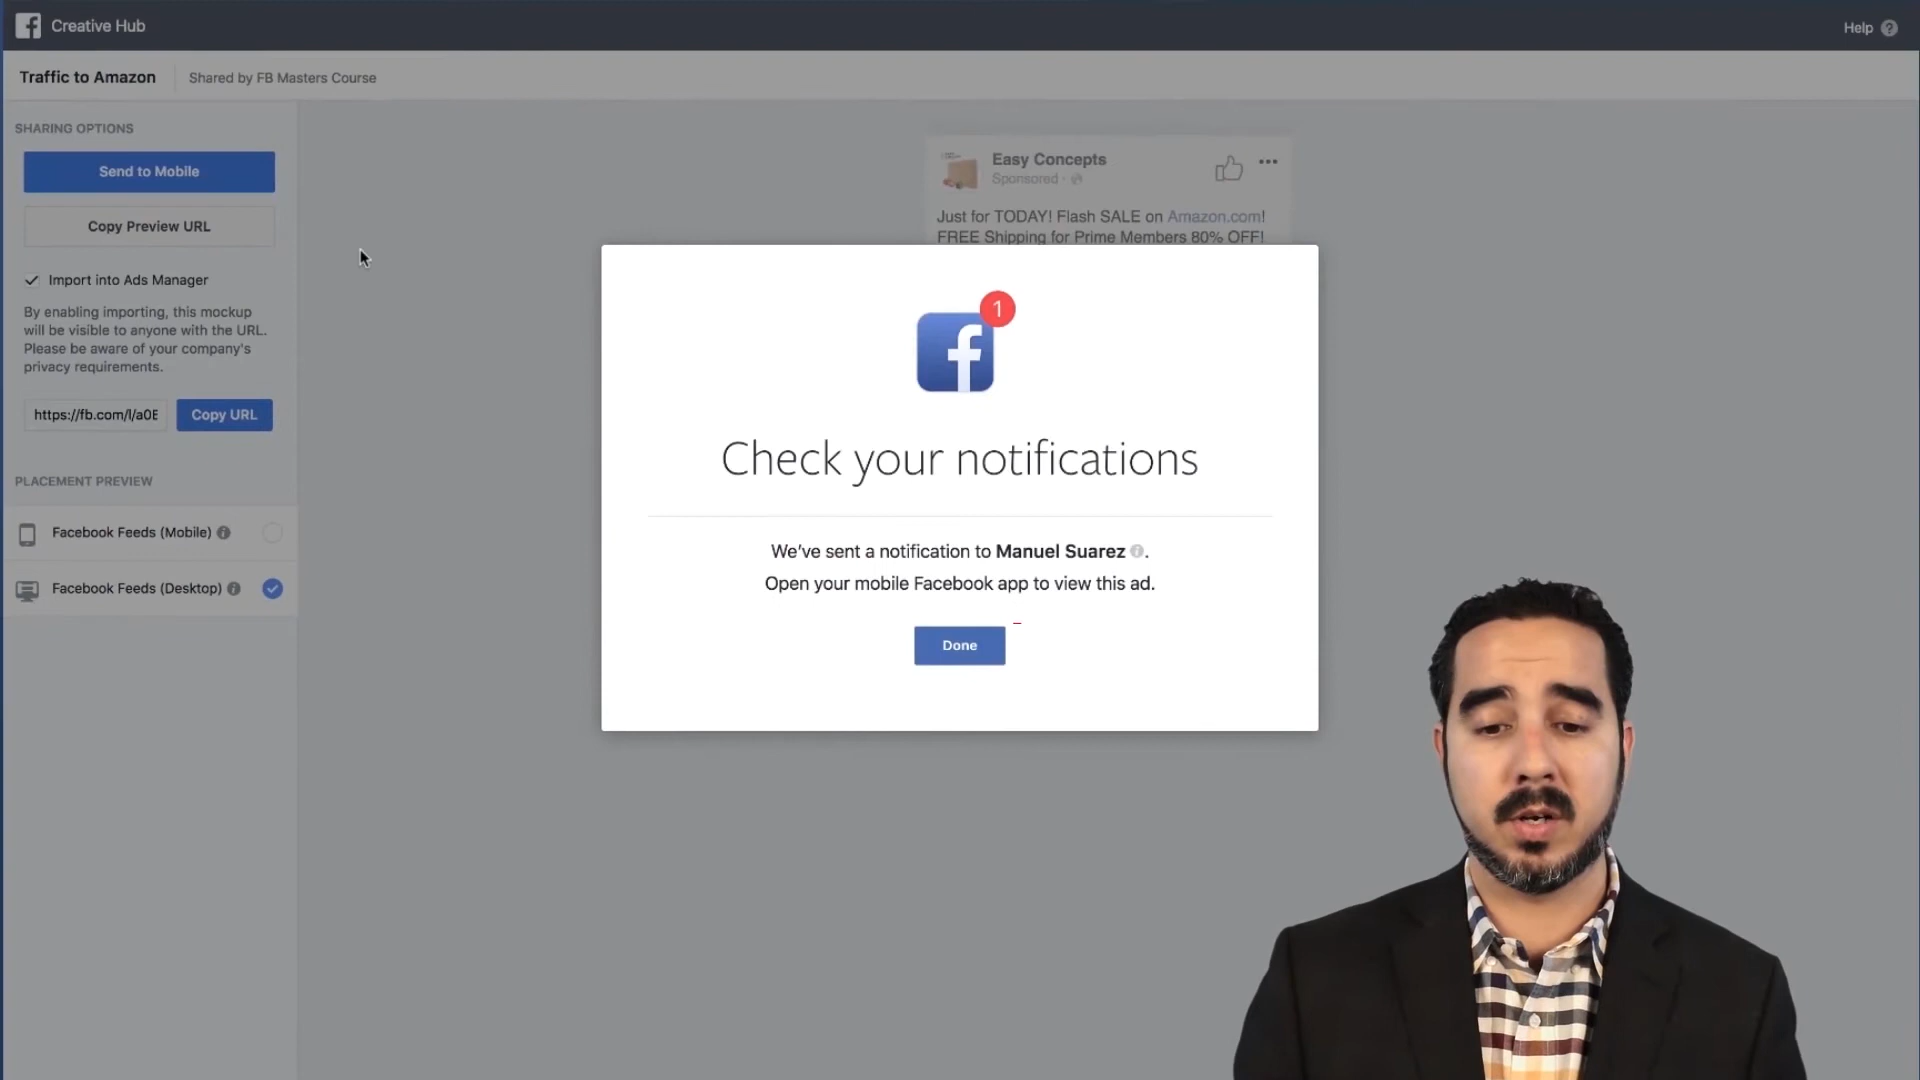 Creative Hub
Help
Traffic to Amazon
Shared by FB Masters Course
SHARING OPTIONS
Send to Mobile
Copy Preview URL
Import into Ads Manager
By enabling importing, this mockup
will be visible to anyone with the URL.
Please be aware of your company's
privacy requirements.
https://fb.com/l/a0E
Copy URL
PLACEMENT PREVIEW
Facebook Feeds (Mobile)
Facebook Feeds (Desktop)
Easy Concepts
Sponsored ·
Just for TODAY! Flash SALE on Amazon.com!
FREE Shipping for Prime Members 80% OFF!
1
Check your notifications
We've sent a notification to Manuel Suarez.
Open your mobile Facebook app to view this ad.
Done